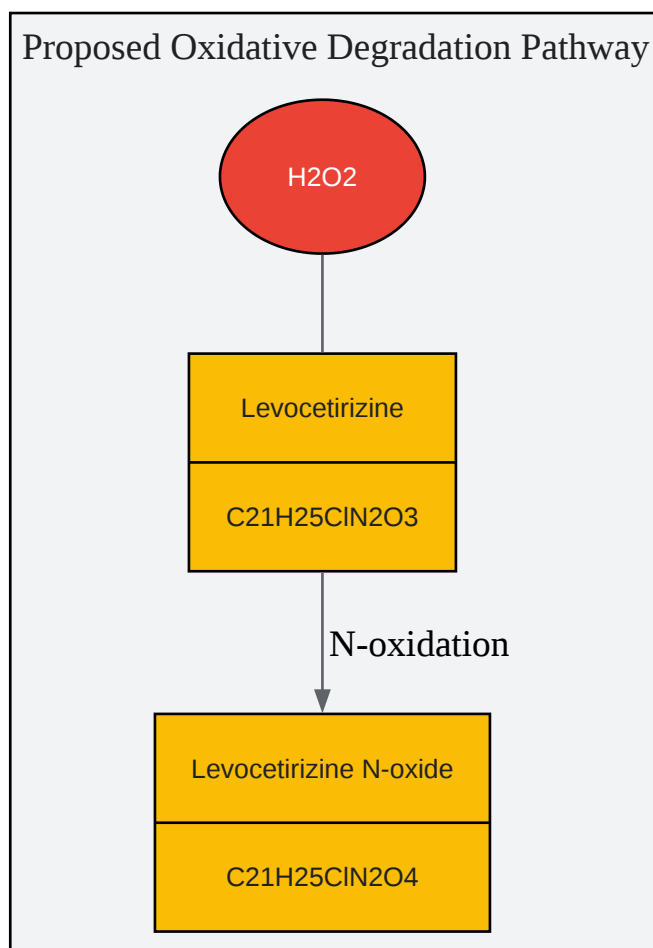 Proposed Oxidative Degradation Pathway
H2O2
Levocetirizine
C21H25ClN2O3
N-oxidation
Levocetirizine N-oxide
C21H25ClN2O4